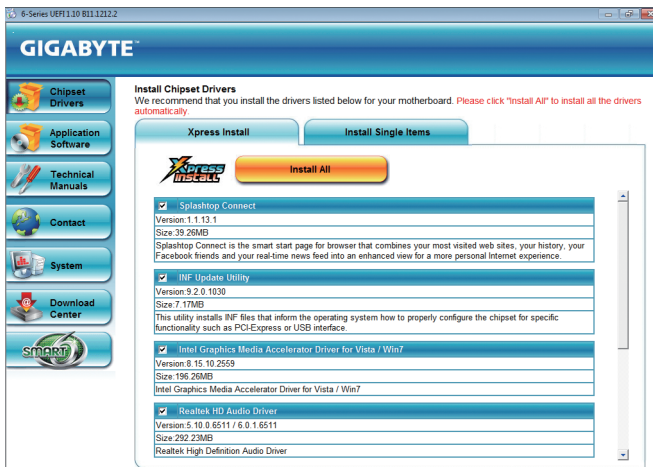 6-Series UEFI 1.10 B11.1212.2
GIGABYTE™
Chipset
Drivers
Application
Software
Technical
Manuals
Contact
System
Download
Center
SMART6
Install Chipset Drivers
We recommend that you install the drivers listed below for your motherboard. Please click "Install All" to install all the drivers
automatically.
Xpress Install
Install Single Items
Xpress
INSTALL
Install All
Splashtop Connect
Version:1.1.13.1
Size:39.26MB
Splashtop Connect is the smart start page for browser that combines your most visited web sites, your history, your
Facebook friends and your real-time news feed into an enhanced view for a more personal Internet experience.
INF Update Utility
Version:9.2.0.1030
Size:7.17MB
This utility installs INF files that inform the operating system how to properly configure the chipset for specific
functionality such as PCI-Express or USB interface.
Intel Graphics Media Accelerator Driver for Vista / Win7
Version:8.15.10.2559
Size:196.26MB
Intel Graphics Media Accelerator Driver for Vista / Win7
Realtek HD Audio Driver
Version:5.10.0.6511 / 6.0.1.6511
Size:292.23MB
Realtek High Definition Audio Driver